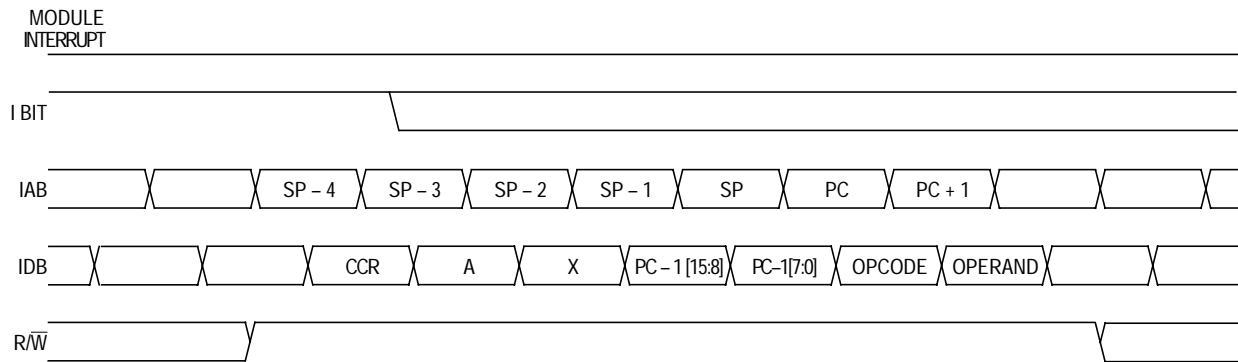 MODULE
INTERRUPT
I BIT
IAB SP – 4 SP – 3 SP – 2 SP – 1 SP PC PC + 1
IDB CCR A X PC – 1 [15:8] PC–1[7:0] OPCODE OPERAND
R/W̅